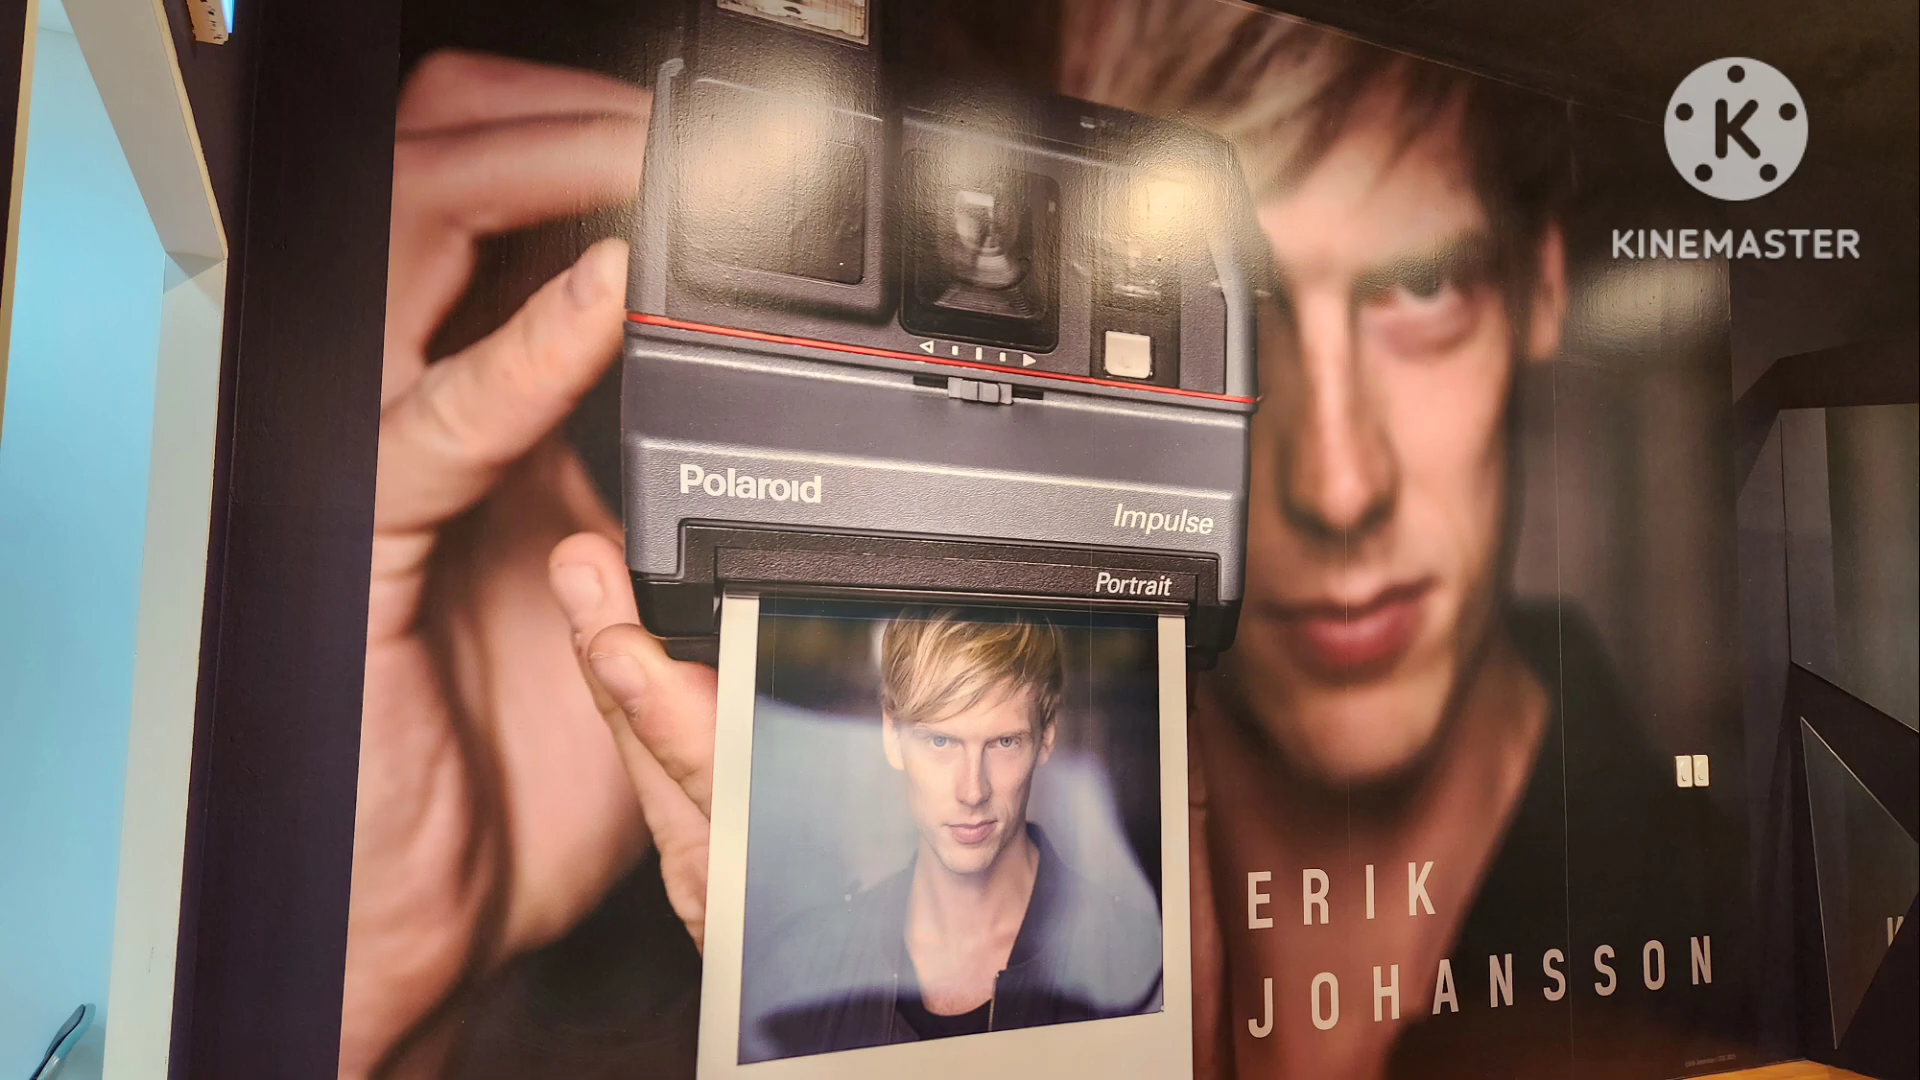 K
KINEMASTER
Polaroid
Impulse
Portrait
ERIK
JOHANSSON